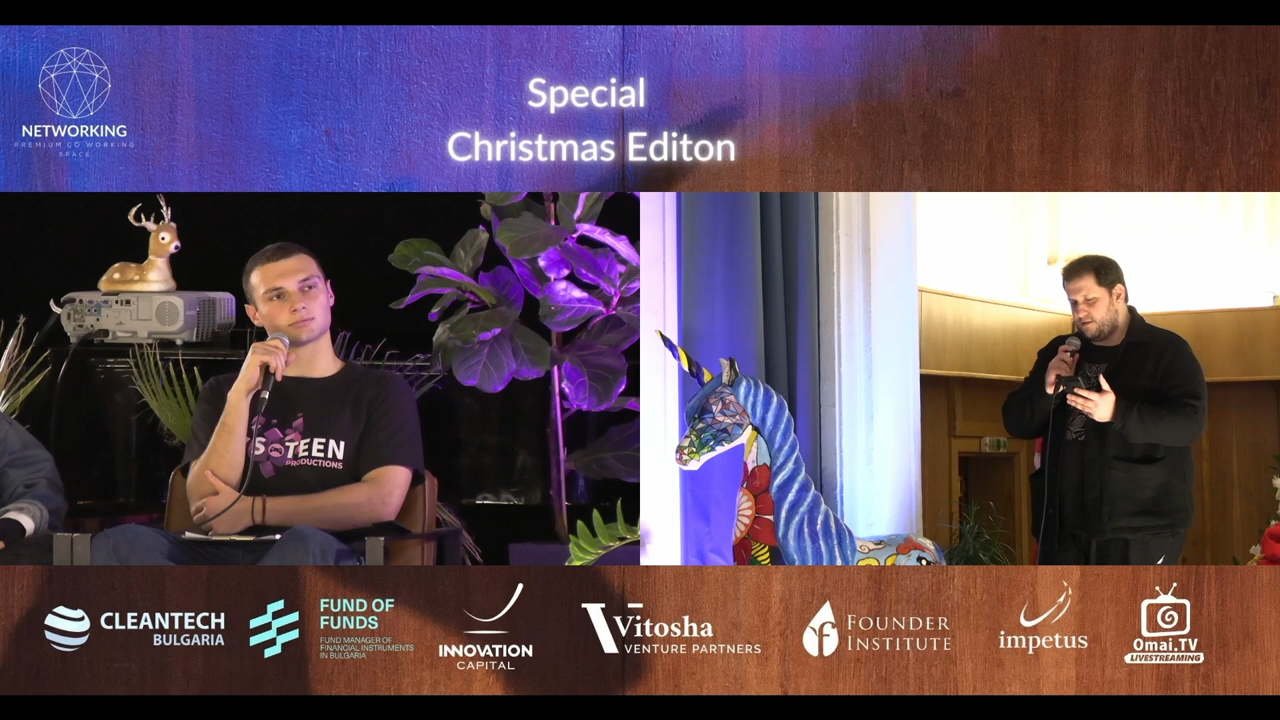 Special
Christmas Editon
NETWORKING
PREMIUM CO WORKING
SPACE
TEEN
PRODUCTIONS
CLEANTECH
BULGARIA
FUND OF
FUNDS
FUND MANAGER OF
FINANCIAL INSTRUMENTS
IN BULGARIA
INNOVATION
CAPITAL
Vitosha
VENTURE PARTNERS
FOUNDER
INSTITUTE
impetus
Omai.TV
LIVESTREAMING